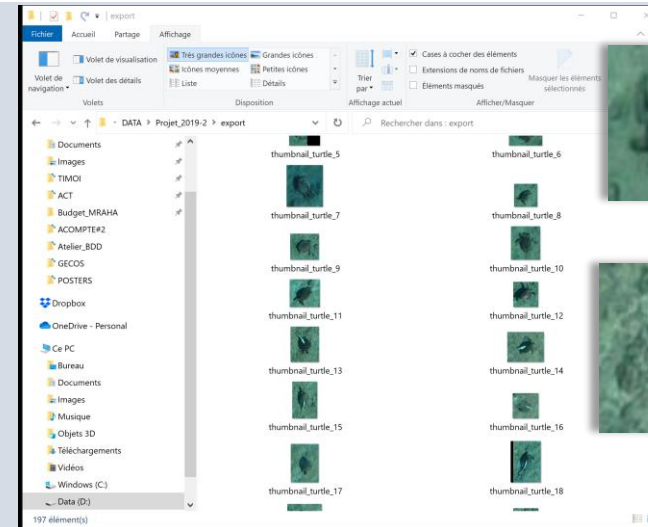 export
Fichier Accueil Partage Affichage
Volet de navigation
Volet de visualisation
Volet des détails
Volets
Très grandes icônes Grandes icônes
Icônes moyennes Petites icônes
Liste Détails
Disposition
Trier par
Affichage actuel
Cases à cocher des éléments
Extensions de noms de fichiers
Éléments masqués
Masquer les éléments sélectionnés
Afficher/Masquer
DATA > Projet_2019-2 > export
Rechercher dans : export
Documents
Images
TIMOI
ACT
Budget_MRAHA
ACOMPTE#2
Atelier_BDD
GECOS
POSTERS
Dropbox
OneDrive - Personal
Ce PC
Bureau
Documents
Images
Musique
Objets 3D
Téléchargements
Vidéos
Windows (C:)
Data (D:)
thumbnail_turtle_5 thumbnail_turtle_6
thumbnail_turtle_7 thumbnail_turtle_8
thumbnail_turtle_9 thumbnail_turtle_10
thumbnail_turtle_11 thumbnail_turtle_12
thumbnail_turtle_13 thumbnail_turtle_14
thumbnail_turtle_15 thumbnail_turtle_16
thumbnail_turtle_17 thumbnail_turtle_18
197 élément(s)